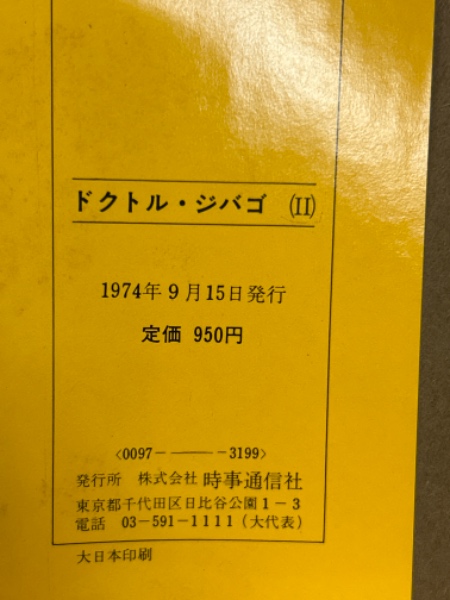 ドクトル・ジバゴ (II)
1974年9月15日発行
定価 950円
〈0097-―――-3199〉
発行所 株式会社 時事通信社
東京都千代田区日比谷公園1-3
電話 03-591-1111(大代表)
大日本印刷